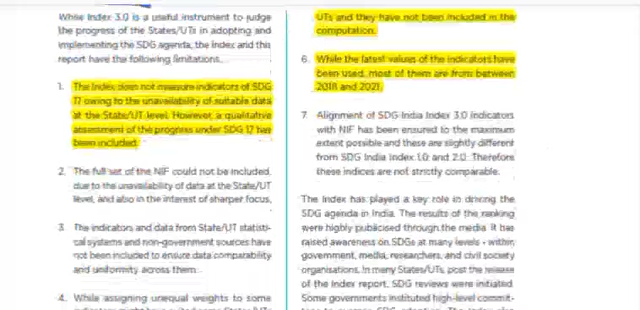 While Index 3.0 is a useful instrument to judge
the progress of the States/UTs in adopting and
implementing the SDG agenda, the Index and this
report have the following limitations.
1. The Index does not measure indicators of SDG
17 owing to the unavailability of suitable data
at the State/UT level. However, a qualitative
assessment of the progress under SDG 17 has
been included.
2. The full set of the NIF could not be included,
due to the unavailability of data at the State/UT
level, and also in the interest of sharper focus.
3. The indicators and data from State/UT statisti-
cal systems and non-government sources have
not been included to ensure data comparability
and uniformity across them.
4. While assigning unequal weights to some
UTs and they have not been included in the
computation.
6. While the latest values of the indicators have
been used, most of them are from between
2018 and 2021.
7. Alignment of SDG India Index 3.0 indicators
with NIF has been ensured to the maximum
extent possible and these are slightly different
from SDG India Index 1.0 and 2.0. Therefore
these indices are not strictly comparable.
The Index has played a key role in driving the
SDG agenda in India. The results of the ranking
were highly publicised through the media. It has
raised awareness on SDGs at many levels - within
government, media, researchers, and civil society
organisations. In many States/UTs, post the release
of the Index report, SDG reviews were initiated.
Some governments instituted high-level commit-